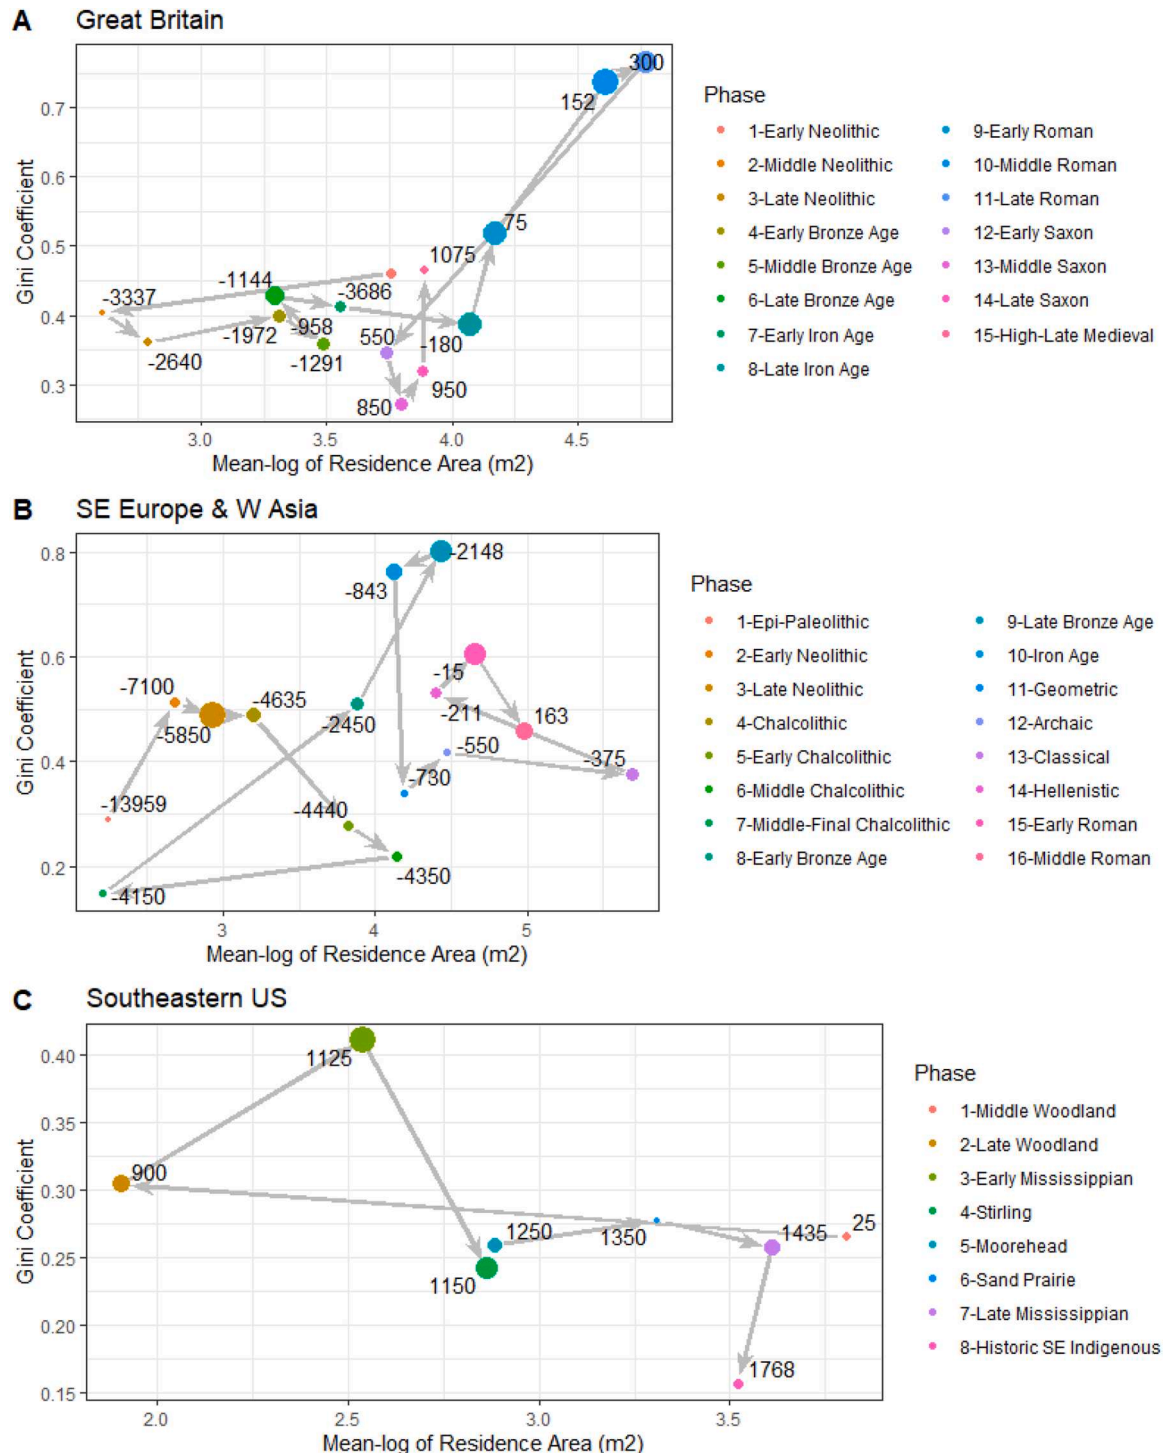 A Great Britain
Gini Coefficient
0.7
0.6
0.5
0.4
0.3
300
152
75
1075
-1144
-3686
-3337
-1972
-958
550
-180
-2640
-1291
950
850
3.0 3.5 4.0 4.5
Mean-log of Residence Area (m2)
Phase
1-Early Neolithic
2-Middle Neolithic
3-Late Neolithic
4-Early Bronze Age
5-Middle Bronze Age
6-Late Bronze Age
7-Early Iron Age
8-Late Iron Age
9-Early Roman
10-Middle Roman
11-Late Roman
12-Early Saxon
13-Middle Saxon
14-Late Saxon
15-High-Late Medieval
B SE Europe & W Asia
Gini Coefficient
0.8
0.6
0.4
0.2
-2148
-843
-15
-7100
-4635
-211
163
-5850
-2450
-550
-375
-730
-13959
-4440
-4350
-4150
3 4 5
Mean-log of Residence Area (m2)
Phase
1-Epi-Paleolithic
2-Early Neolithic
3-Late Neolithic
4-Chalcolithic
5-Early Chalcolithic
6-Middle Chalcolithic
7-Middle-Final Chalcolithic
8-Early Bronze Age
9-Late Bronze Age
10-Iron Age
11-Geometric
12-Archaic
13-Classical
14-Hellenistic
15-Early Roman
16-Middle Roman
C Southeastern US
Gini Coefficient
0.40
0.35
0.30
0.25
0.20
0.15
1125
900
1250
1350
1435
25
1150
1768
2.0 2.5 3.0 3.5
Mean-log of Residence Area (m2)
Phase
1-Middle Woodland
2-Late Woodland
3-Early Mississippian
4-Stirling
5-Moorehead
6-Sand Prairie
7-Late Mississippian
8-Historic SE Indigenous